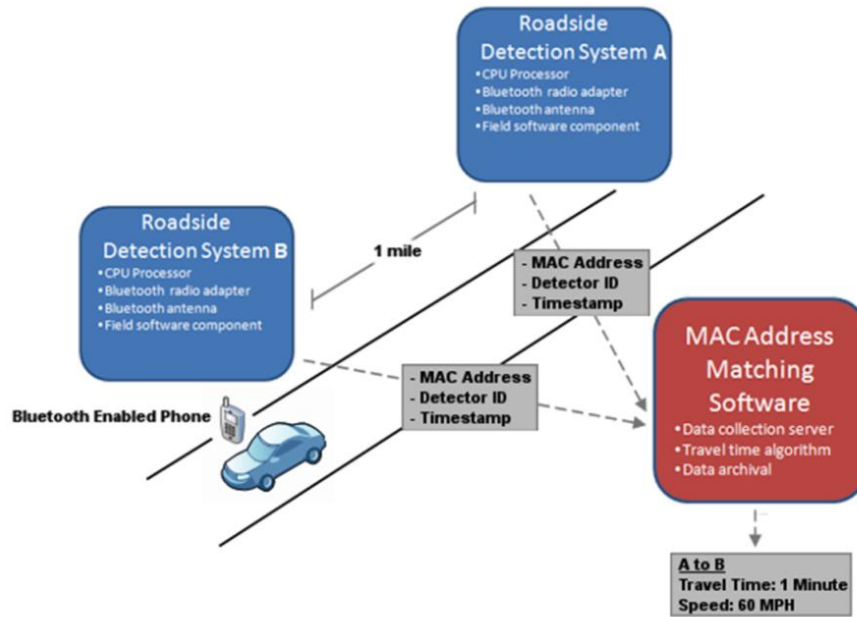 Roadside
Detection System A
• CPU Processor
• Bluetooth radio adapter
• Bluetooth antenna
• Field software component
Roadside
Detection System B
• CPU Processor
• Bluetooth radio adapter
• Bluetooth antenna
• Field software component
1 mile
- MAC Address
- Detector ID
- Timestamp
- MAC Address
- Detector ID
- Timestamp
Bluetooth Enabled Phone
MAC Address
Matching
Software
• Data collection server
• Travel time algorithm
• Data archival
A to B
Travel Time: 1 Minute
Speed: 60 MPH